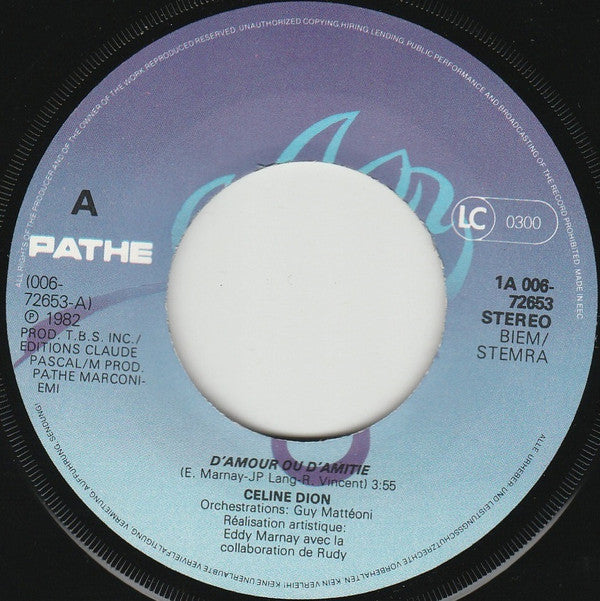 ALL RIGHTS OF THE PRODUCER AND OF THE OWNER OF THE WORK REPRODUCED RESERVED. UNAUTHORIZED COPYING, HIRING, LENDING, PUBLIC PERFORMANCE AND BROADCASTING OF THE RECORD PROHIBITED. MADE IN EEC.
A
PATHE
(006-
72653-A)
℗ 1982
PROD. T.B.S. INC./
EDITIONS CLAUDE
PASCAL/M PROD.
PATHE MARCONI-
EMI
LC 0300
1A 006-
72653
STEREO
BIEM/
STEMRA
D'AMOUR OU D'AMITIE
(E. Marnay-JP Lang-R. Vincent) 3:55
CELINE DION
Orchestrations: Guy Mattéoni
Réalisation artistique:
Eddy Marnay avec la
collaboration de Rudy
ALLE URHEBER UND LEISTUNGSSCHUTZRECHTE VORBEHALTEN KEIN VERLEIH! KEINE UNERLAUBTE VERVIELFÄLTIGUNG, VERMIETUNG, AUFFÜHRUNG, SENDUNG!